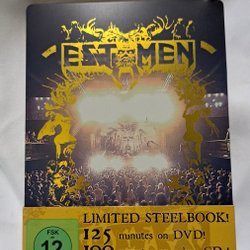 TESTAMENT
LIMITED STEELBOOK!
125 minutes on DVD!
FSK
12